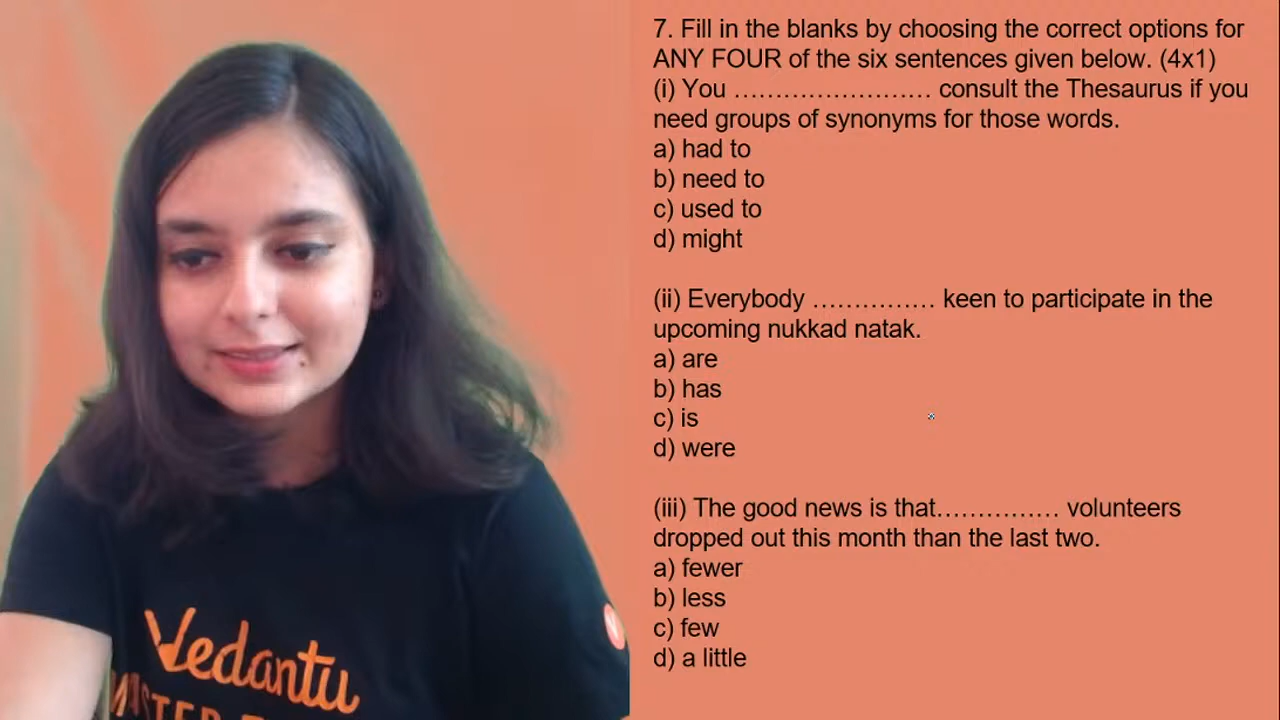 7. Fill in the blanks by choosing the correct options for
ANY FOUR of the six sentences given below. (4x1)
(i) You …………………… consult the Thesaurus if you
need groups of synonyms for those words.
a) had to
b) need to
c) used to
d) might
(ii) Everybody …………… keen to participate in the
upcoming nukkad natak.
a) are
b) has
c) is
d) were
(iii) The good news is that…………… volunteers
dropped out this month than the last two.
a) fewer
b) less
c) few
d) a little
Vedantu